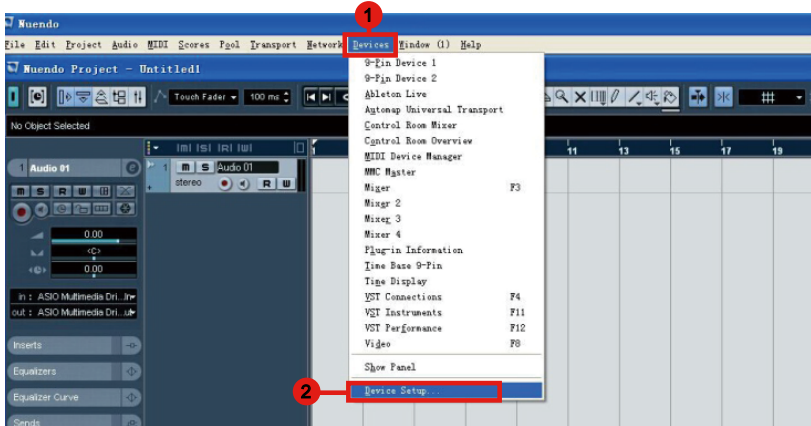 1
Nuendo
File Edit Project Audio MIDI Scores Pool Transport Network Devices Window (1) Help
Nuendo Project - Untitled1
Touch Fader 100 ms
No Object Selected
1 Audio 01
M S R W
0.00
<C>
0.00
in : ASIO Multimedia Dri...In
out : ASIO Multimedia Dri...ut
Inserts
Equalizers
Equalizer Curve
Sends
[M] [S] [R] [W]
1 M S Audio 01
stereo R W
9-Pin Device 1
9-Pin Device 2
Ableton Live
Automap Universal Transport
Control Room Mixer
Control Room Overview
MIDI Device Manager
MMC Master
Mixer F3
Mixer 2
Mixer 3
Mixer 4
Plug-in Information
Time Base 9-Pin
Time Display
VST Connections F4
VST Instruments F11
VST Performance F12
Video F8
Show Panel
2
Device Setup...
1 11 13 15 17 19